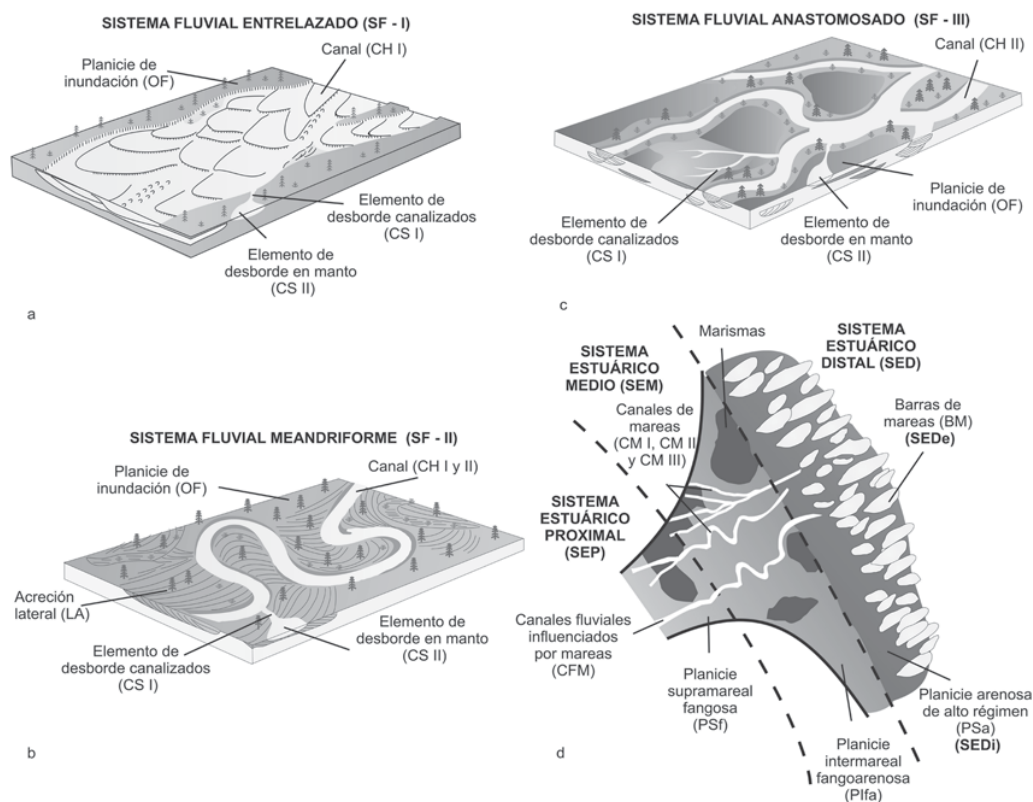 SISTEMA FLUVIAL ENTRELAZADO (SF - I)
Canal (CH I)
Planicie de
inundación (OF)
Elemento de
desborde canalizados
(CS I)
Elemento de
desborde en manto
(CS II)
a
SISTEMA FLUVIAL ANASTOMOSADO (SF - III)
Canal (CH II)
Planicie de
inundación (OF)
Elemento de
desborde canalizados
(CS I)
Elemento de
desborde en manto
(CS II)
c
SISTEMA FLUVIAL MEANDRIFORME (SF - II)
Canal (CH I y II)
Planicie de
inundación (OF)
Acreción
lateral (LA)
Elemento de
desborde canalizados
(CS I)
Elemento de
desborde en manto
(CS II)
b
Marismas
SISTEMA
ESTUÁRICO
DISTAL (SED)
SISTEMA
ESTUÁRICO
MEDIO (SEM)
Canales de
mareas
(CM I, CM II
y CM III)
Barras de
mareas (BM)
(SEDe)
SISTEMA
ESTUÁRICO
PROXIMAL
(SEP)
Canales fluviales
influenciados
por mareas
(CFM)
Planicie
supramareal
fangosa
(PSf)
Planicie
intermareal
fangoarenosa
(PIfa)
Planicie arenosa
de alto régimen
(PSa)
(SEDi)
d